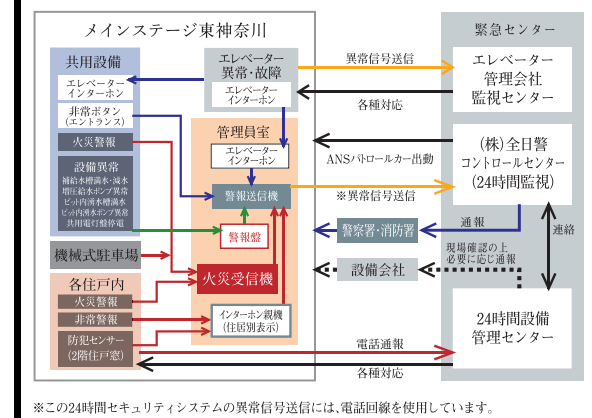 メインステージ東神奈川
共用設備
エレベーター
インターホン
非常ボタン
(エントランス)
火災警報
設備異常
補給水槽満水・減水
増圧給水ポンプ異常
ピット内湧水槽満水
ピット内湧水ポンプ異常
共用電灯盤停電
機械式駐車場
各住戸内
火災警報
非常警報
防犯センサー
(2階住戸窓)
エレベーター
異常・故障
エレベーター
インターホン
管理員室
エレベーター
インターホン
警報送信機
警報盤
火災受信機
インターホン親機
(住居別表示)
異常信号送信
各種対応
ANSパトロールカー出動
※異常信号送信
通報
警察署・消防署
設備会社
現場確認の上
必要に応じ通報
連絡
電話通報
各種対応
緊急センター
エレベーター
管理会社
監視センター
(株)全日警
コントロールセンター
(24時間監視)
24時間設備
管理センター
※この24時間セキュリティシステムの異常信号送信には、電話回線を使用しています。